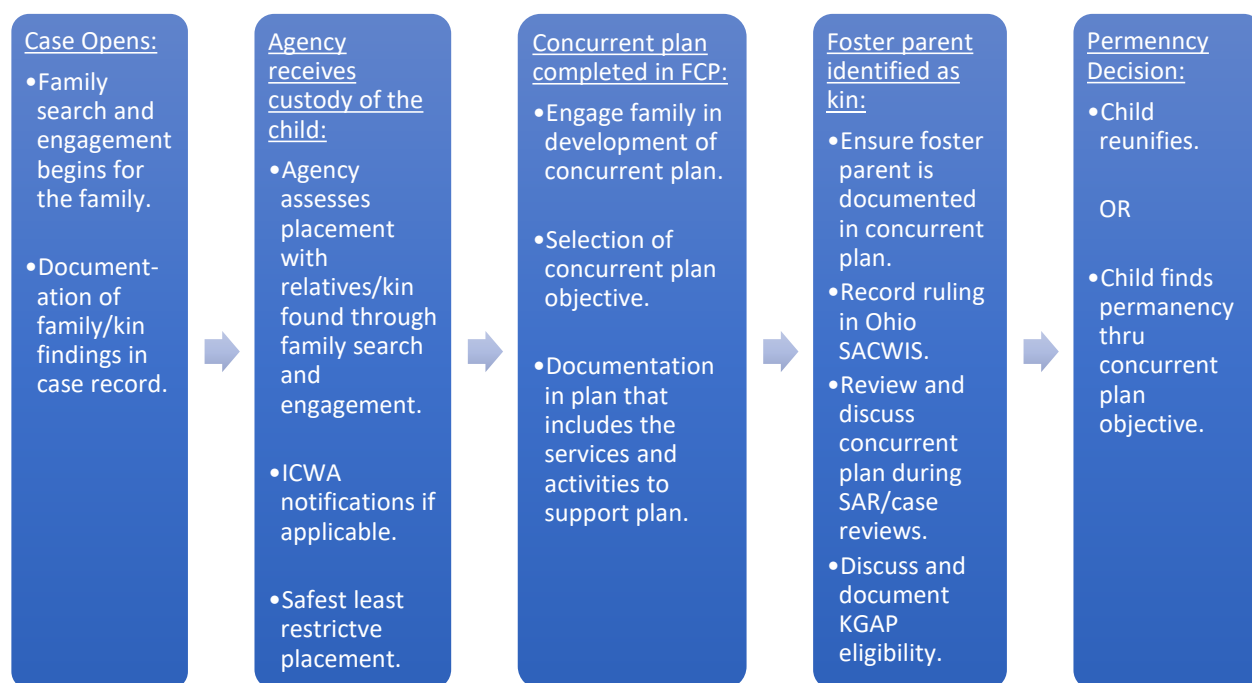 Case Opens:
•Family
search and
engagement
begins for
the family.
•Document-
ation of
family/kin
findings in
case record.
Agency
receives
custody of the
child:
•Agency
assesses
placement
with
relatives/kin
found through
family search
and
engagement.
•ICWA
notifications if
applicable.
•Safest least
restrictve
placement.
Concurrent plan
completed in FCP:
•Engage family in
development of
concurrent plan.
•Selection of
concurrent plan
objective.
•Documentation
in plan that
includes the
services and
activities to
support plan.
Foster parent
identified as
kin:
•Ensure foster
parent is
documented
in concurrent
plan.
•Record ruling
in Ohio
SACWIS.
•Review and
discuss
concurrent
plan during
SAR/case
reviews.
•Discuss and
document
KGAP
eligibility.
Permenncy
Decision:
•Child
reunifies.
OR
•Child finds
permanency
thru
concurrent
plan
objective.